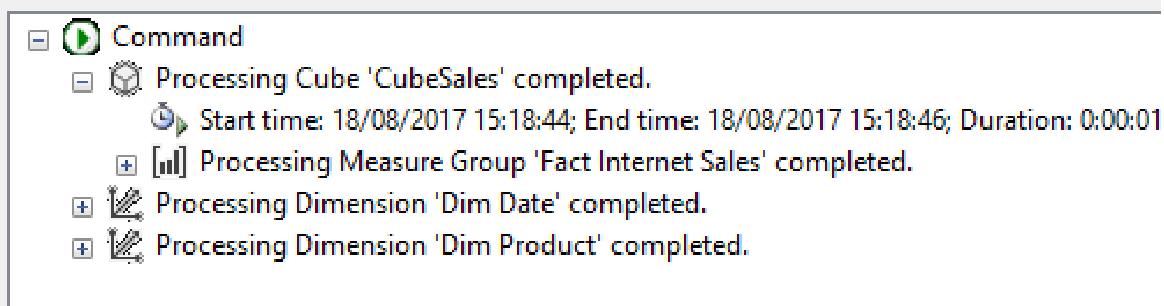 Command
Processing Cube 'CubeSales' completed.
Start time: 18/08/2017 15:18:44; End time: 18/08/2017 15:18:46; Duration: 0:00:01
Processing Measure Group 'Fact Internet Sales' completed.
Processing Dimension 'Dim Date' completed.
Processing Dimension 'Dim Product' completed.